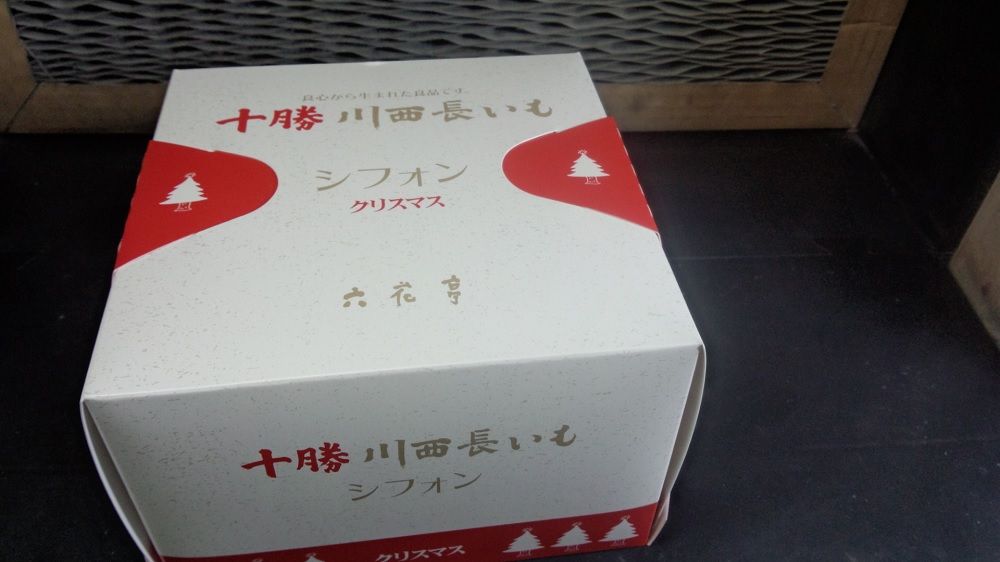 良心から生まれた良品です。
十勝 川西長いも
シフォン
クリスマス
六花亭
十勝 川西長いも
シフォン
クリスマス